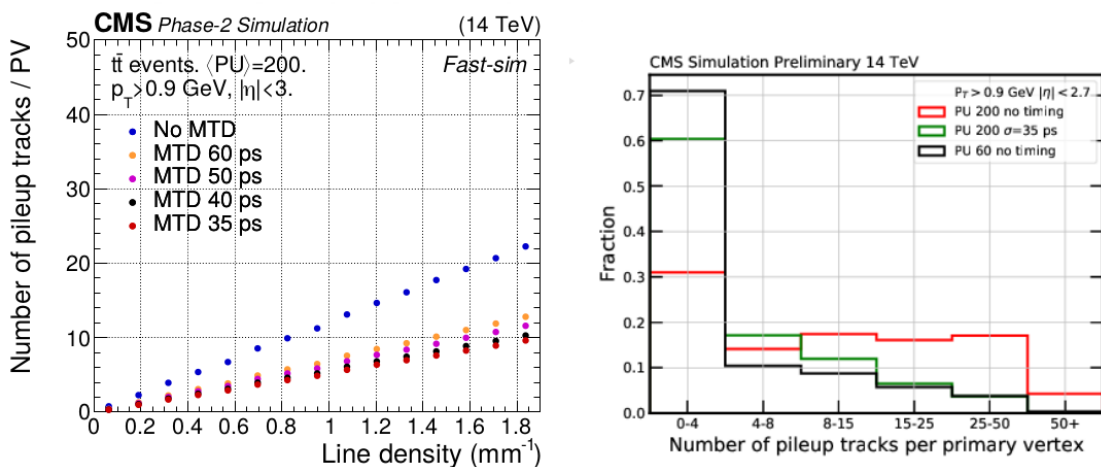 CMS Phase-2 Simulation (14 TeV)
Number of pileup tracks / PV
50
40
30
20
10
0
tt̄ events. ⟨PU⟩=200.
Fast-sim
p_T>0.9 GeV, |η|<3.
No MTD
MTD 60 ps
MTD 50 ps
MTD 40 ps
MTD 35 ps
0 0.2 0.4 0.6 0.8 1 1.2 1.4 1.6 1.8
Line density (mm⁻¹)
CMS Simulation Preliminary 14 TeV
Fraction
0.7
0.6
0.5
0.4
0.3
0.2
0.1
0.0
P_T > 0.9 GeV |η| < 2.7
PU 200 no timing
PU 200 σ=35 ps
PU 60 no timing
0-4 4-8 8-15 15-25 25-50 50+
Number of pileup tracks per primary vertex